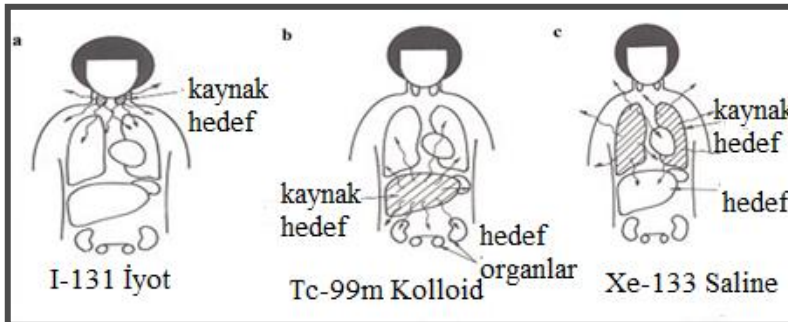 a
kaynak
hedef
I-131 İyot
b
kaynak
hedef
hedef
organlar
Tc-99m Kolloid
c
kaynak
hedef
hedef
Xe-133 Saline